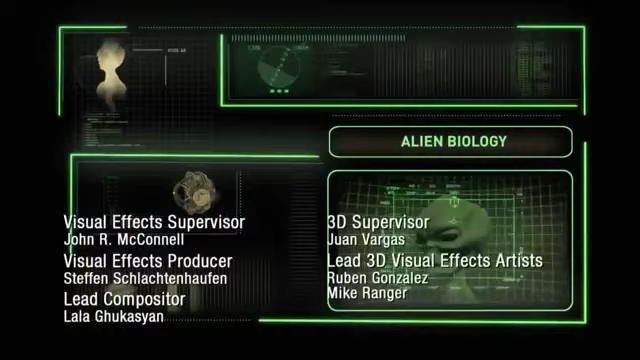 ALIEN BIOLOGY
Visual Effects Supervisor
John R. McConnell
Visual Effects Producer
Steffen Schlachtenhaufen
Lead Compositor
Lala Ghukasyan
3D Supervisor
Juan Vargas
Lead 3D Visual Effects Artists
Ruben Gonzalez
Mike Ranger